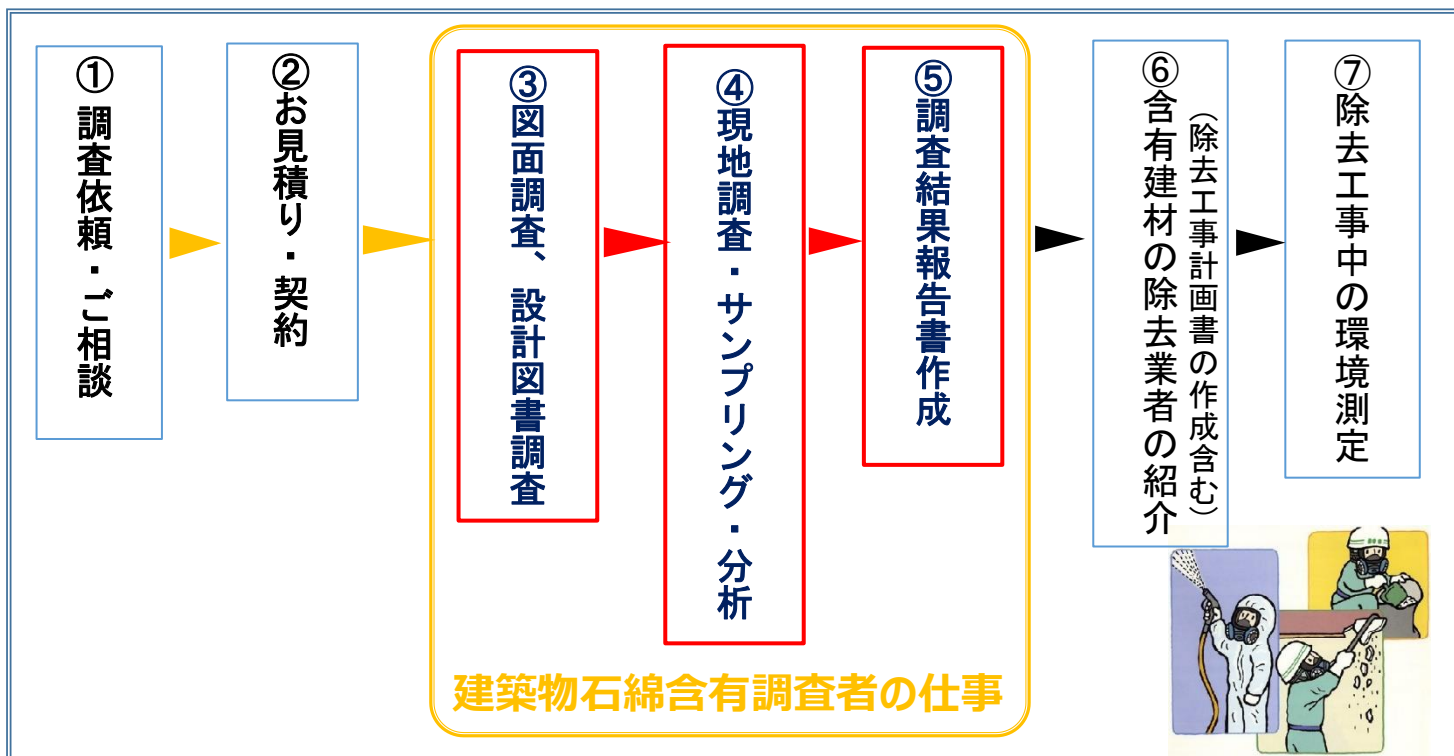 ① 調査依頼・ご相談
②お見積り・契約
③図面調査、設計図書調査
④現地調査・サンプリング・分析
⑤調査結果報告書作成
⑥含有建材の除去業者の紹介
（除去工事計画書の作成含む）
⑦除去工事中の環境測定
建築物石綿含有調査者の仕事